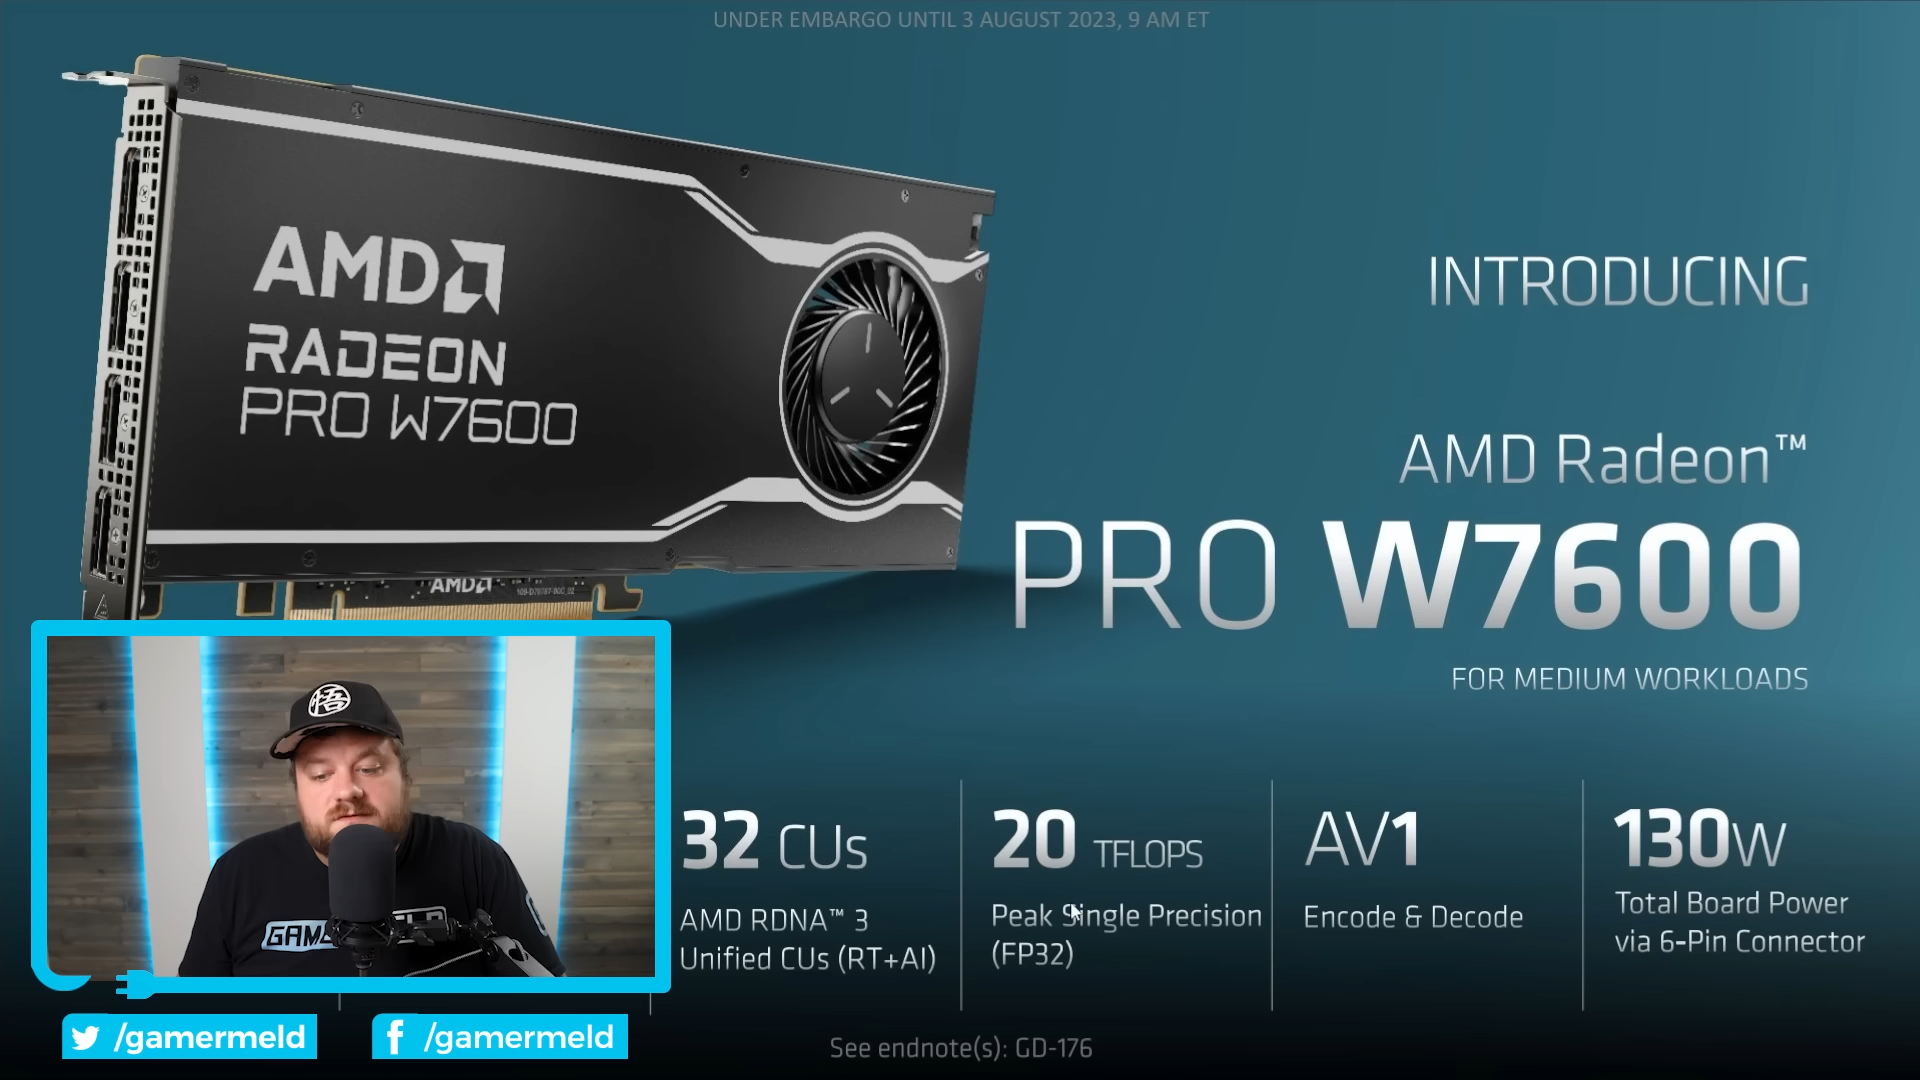 UNDER EMBARGO UNTIL 3 AUGUST 2023, 9 AM ET
AMD
RADEON
PRO W7600
AMD
INTRODUCING
AMD Radeon™
PRO W7600
FOR MEDIUM WORKLOADS
悟
32 CUs
AMD RDNA™ 3
Unified CUs (RT+AI)
20 TFLOPS
Peak Single Precision
(FP32)
AV1
Encode & Decode
130W
Total Board Power
via 6-Pin Connector
/gamermeld
/gamermeld
See endnote(s): GD-176